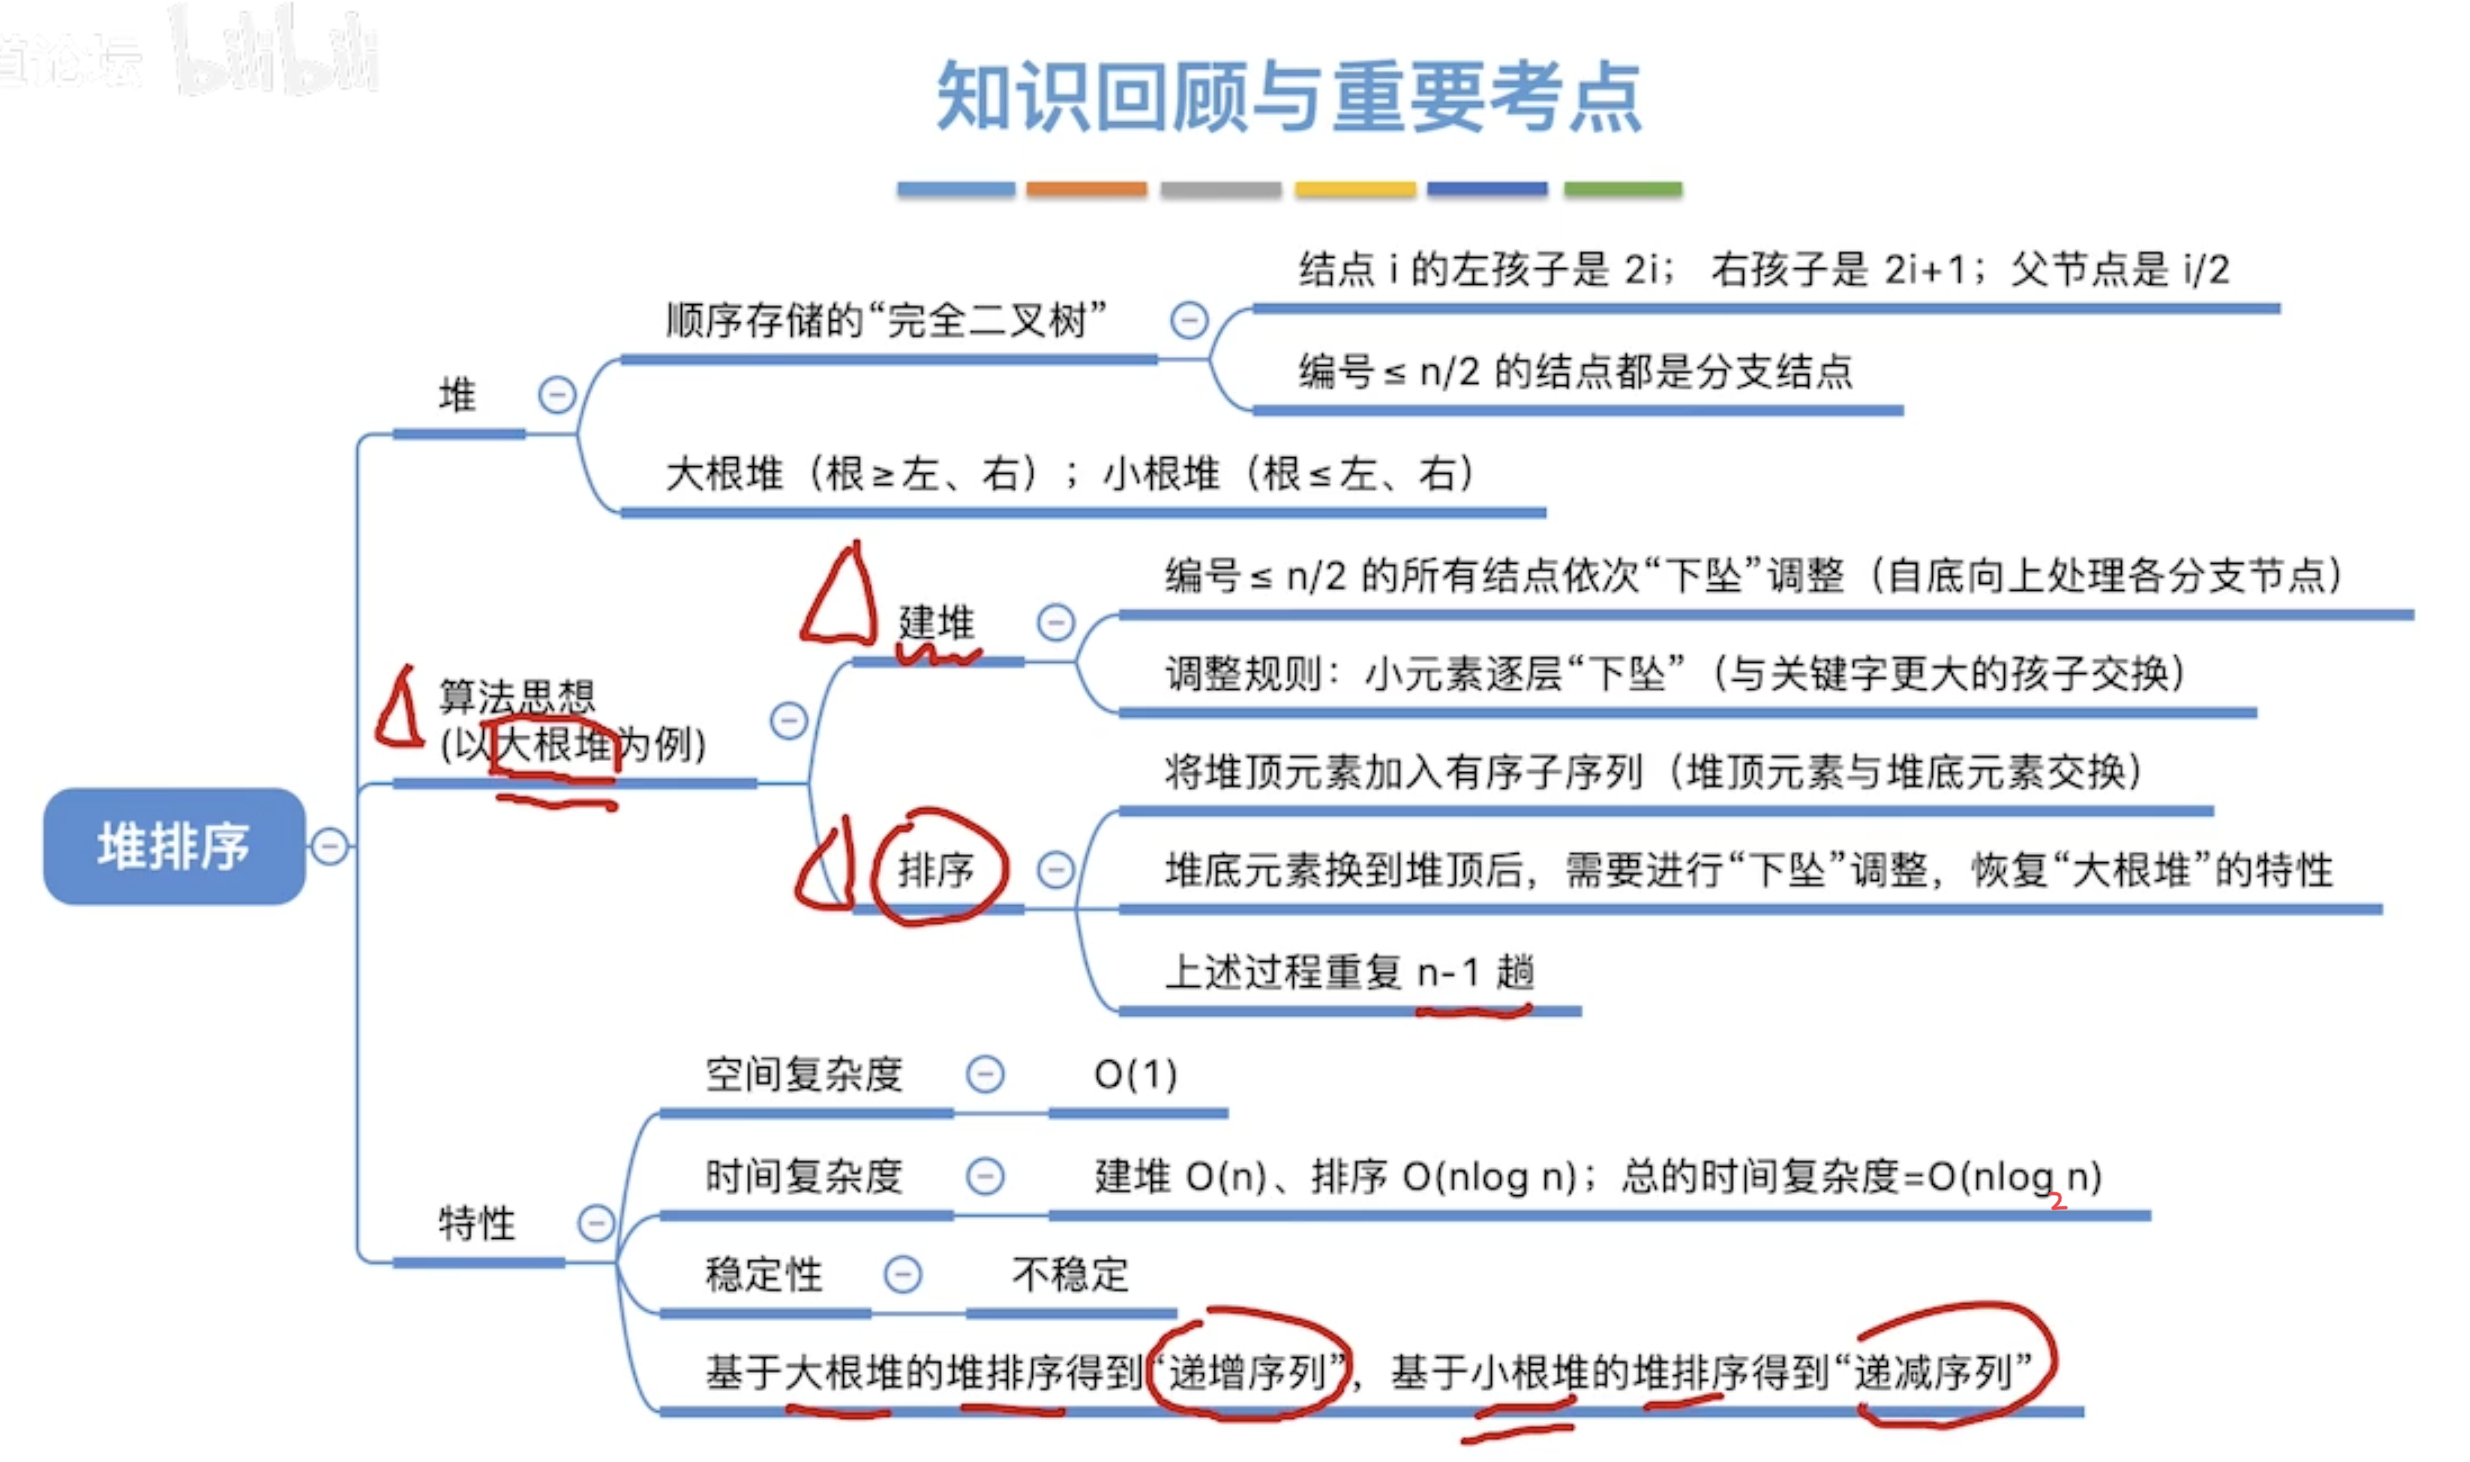 道论坛 bilibili
知识回顾与重要考点
结点 i 的左孩子是 2i； 右孩子是 2i+1；父节点是 i/2
顺序存储的“完全二叉树”
编号≤ n/2 的结点都是分支结点
堆
大根堆（根≥左、右）；小根堆（根≤左、右）
编号≤ n/2 的所有结点依次“下坠”调整（自底向上处理各分支节点）
建堆
调整规则：小元素逐层“下坠”（与关键字更大的孩子交换）
算法思想
(以大根堆为例)
将堆顶元素加入有序子序列（堆顶元素与堆底元素交换）
堆排序
排序
堆底元素换到堆顶后，需要进行“下坠”调整，恢复“大根堆”的特性
上述过程重复 n-1 趟
空间复杂度
O(1)
时间复杂度
建堆 O(n)、排序 O(nlog n)；总的时间复杂度=O(nlog₂n)
特性
稳定性
不稳定
基于大根堆的堆排序得到“递增序列”，基于小根堆的堆排序得到“递减序列”